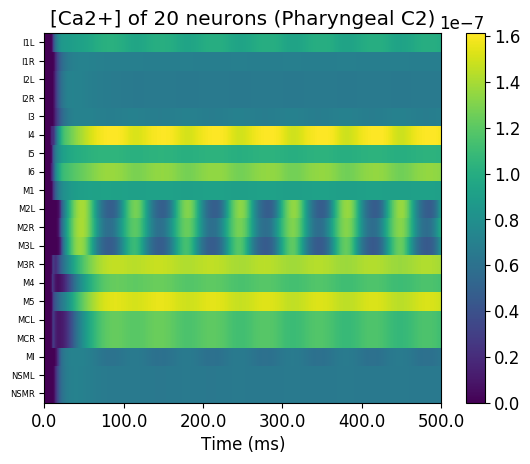 [Ca2+] of 20 neurons (Pharyngeal C2)
1e−7
I1L
I1R
I2L
I2R
I3
I4
I5
I6
M1
M2L
M2R
M3L
M3R
M4
M5
MCL
MCR
MI
NSML
NSMR
0.0 100.0 200.0 300.0 400.0 500.0
Time (ms)
1.6
1.4
1.2
1.0
0.8
0.6
0.4
0.2
0.0